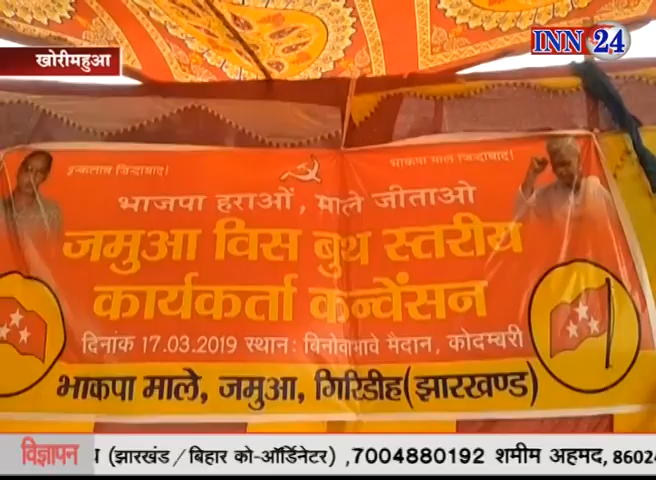 INN 24
खोरीमहुआ
इन्कलाब जिन्दाबाद!
भाकपा माले जिन्दाबाद!
भाजपा हराओं, माले जीताओ
जमुआ विस बुथ स्तरीय
कार्यकर्ता कन्वेंसन
दिनांक 17.03.2019 स्थान: विनोवाभावे मैदान, कोदम्बरी
भाकपा माले, जमुआ, गिरिडीह(झारखण्ड)
विज्ञापन (झारखंड/बिहार को-ऑर्डिनेटर) ,7004880192 शमीम अहमद, 8602